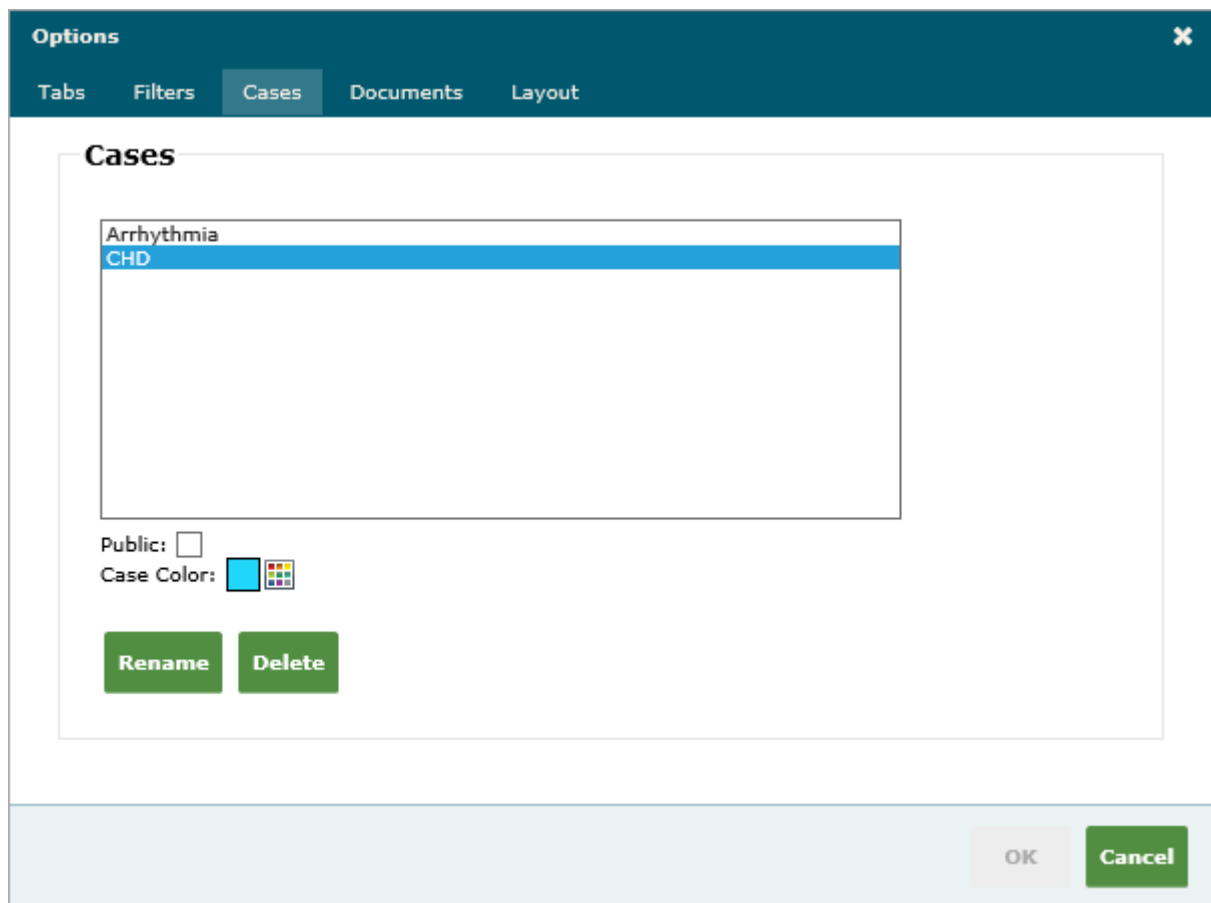 Options
Tabs Filters Cases Documents Layout
Cases
Arrhythmia
CHD
Public:
Case Color:
Rename Delete
OK Cancel